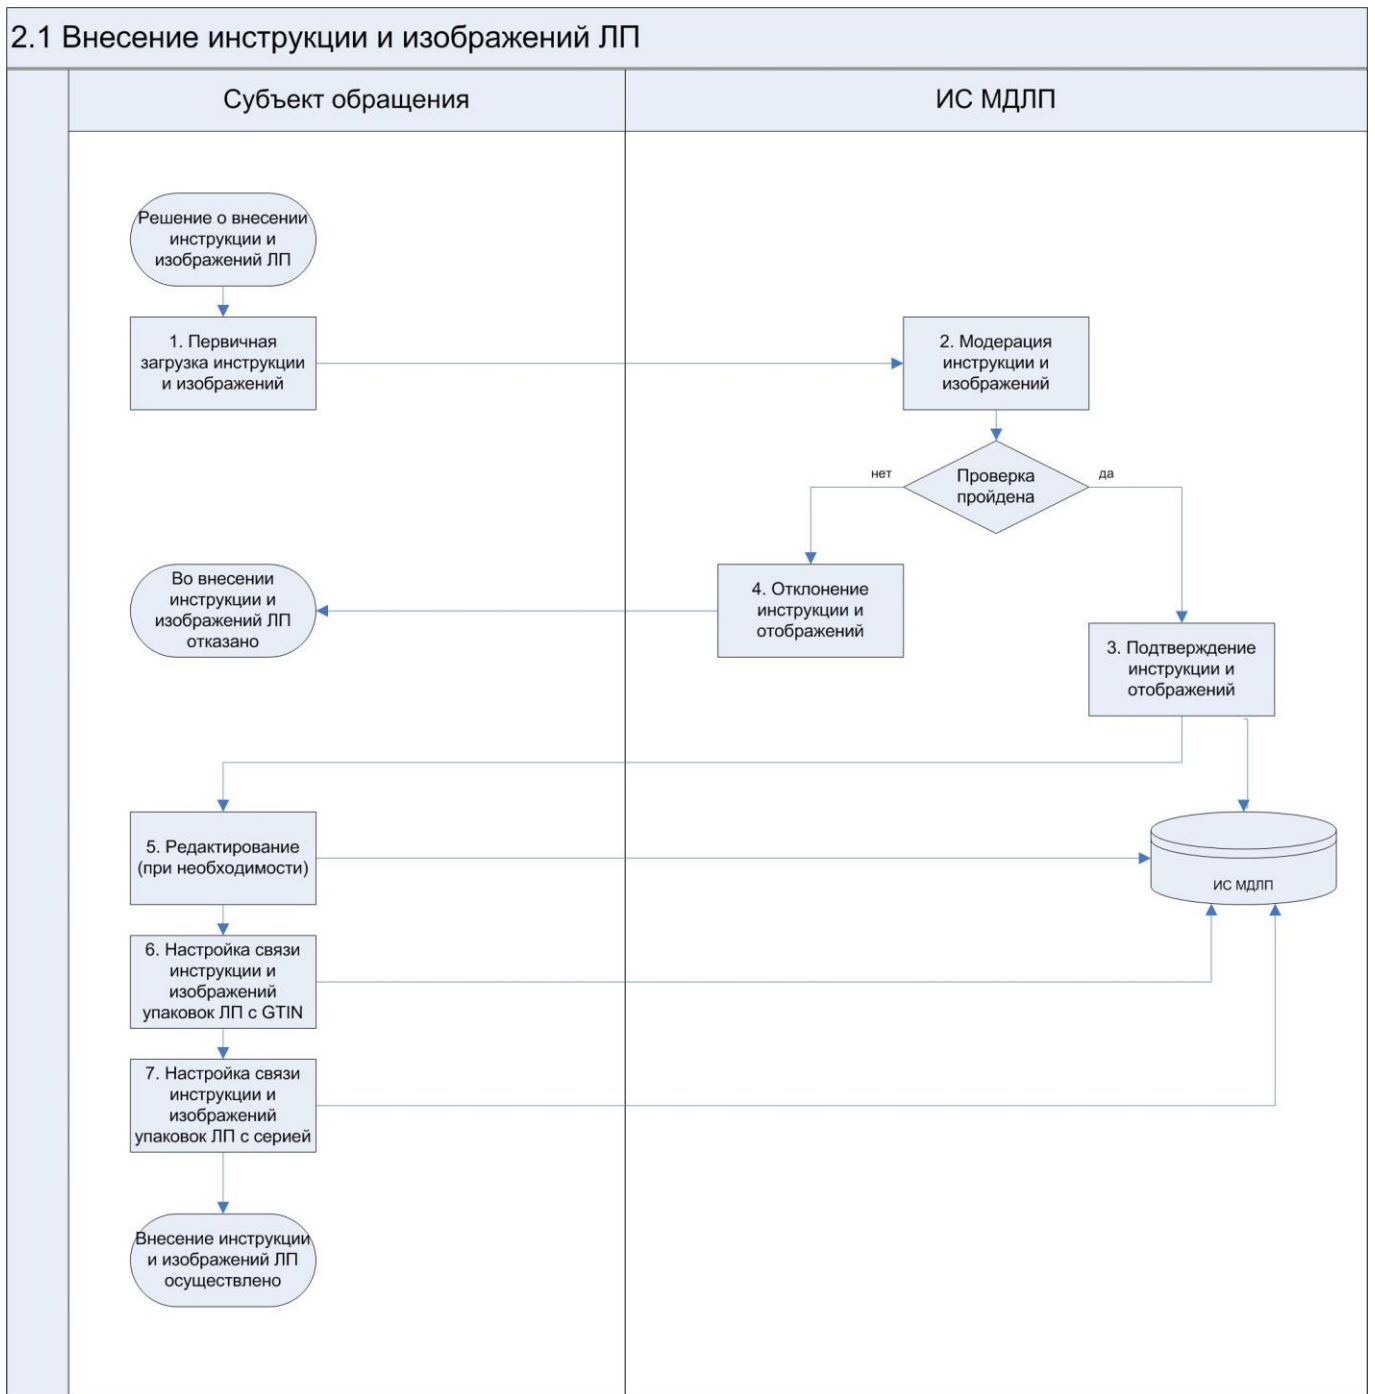 2.1 Внесение инструкции и изображений ЛП
Субъект обращения
ИС МДЛП
Решение о внесении
инструкции и
изображений ЛП
1. Первичная
загрузка инструкции
и изображений
2. Модерация
инструкции и
изображений
Проверка
пройдена
нет
да
Во внесении
инструкции и
изображений ЛП
отказано
4. Отклонение
инструкции и
отображений
3. Подтверждение
инструкции и
отображений
5. Редактирование
(при необходимости)
ИС МДЛП
6. Настройка связи
инструкции и
изображений
упаковок ЛП с GTIN
7. Настройка связи
инструкции и
изображений
упаковок ЛП с серией
Внесение инструкции
и изображений ЛП
осуществлено